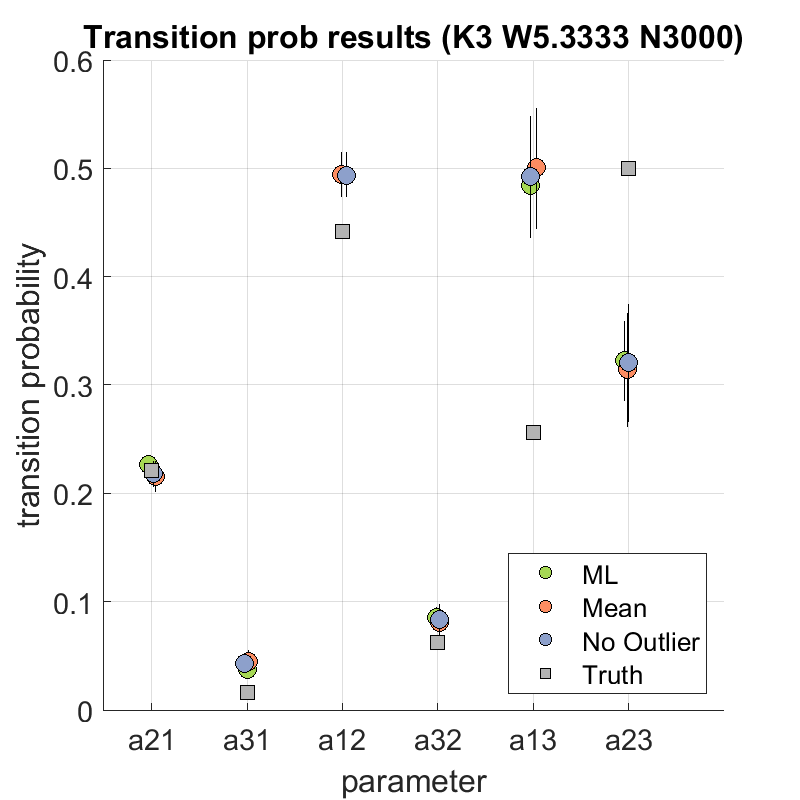 Transition prob results (K3 W5.3333 N3000)
0.6
0.5
0.4
0.3
0.2
0.1
0
transition probability
ML
Mean
No Outlier
Truth
a21 a31 a12 a32 a13 a23
parameter